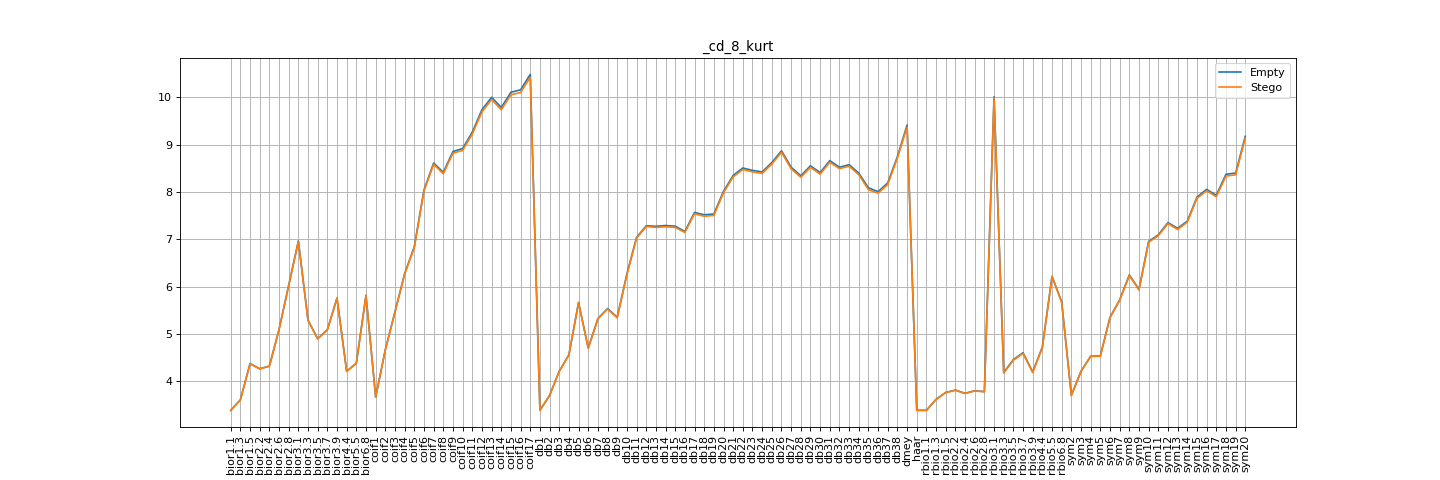 _cd_8_kurt
Empty
Stego
10
9
8
7
6
5
4
bior1.1
bior1.3
bior1.5
bior2.2
bior2.4
bior2.6
bior2.8
bior3.1
bior3.3
bior3.5
bior3.7
bior3.9
bior4.4
bior5.5
bior6.8
coif1
coif2
coif3
coif4
coif5
coif6
coif7
coif8
coif9
coif10
coif11
coif12
coif13
coif14
coif15
coif16
coif17
db1
db2
db3
db4
db5
db6
db7
db8
db9
db10
db11
db12
db13
db14
db15
db16
db17
db18
db19
db20
db21
db22
db23
db24
db25
db26
db27
db28
db29
db30
db31
db32
db33
db34
db35
db36
db37
db38
dmey
haar
rbio1.1
rbio1.3
rbio1.5
rbio2.2
rbio2.4
rbio2.6
rbio2.8
rbio3.1
rbio3.3
rbio3.5
rbio3.7
rbio3.9
rbio4.4
rbio5.5
rbio6.8
sym2
sym3
sym4
sym5
sym6
sym7
sym8
sym9
sym10
sym11
sym12
sym13
sym14
sym15
sym16
sym17
sym18
sym19
sym20